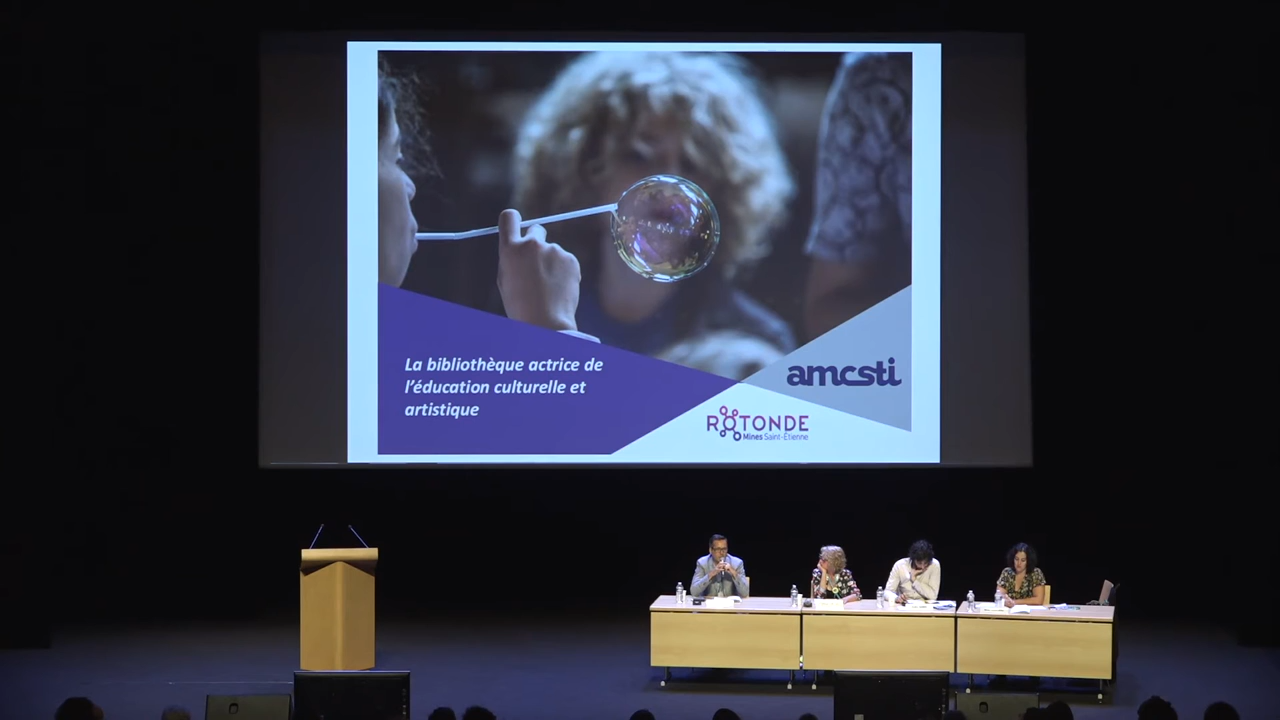 La bibliothèque actrice de
l'éducation culturelle et
artistique
amcsti
ROTONDE
Mines Saint-Étienne